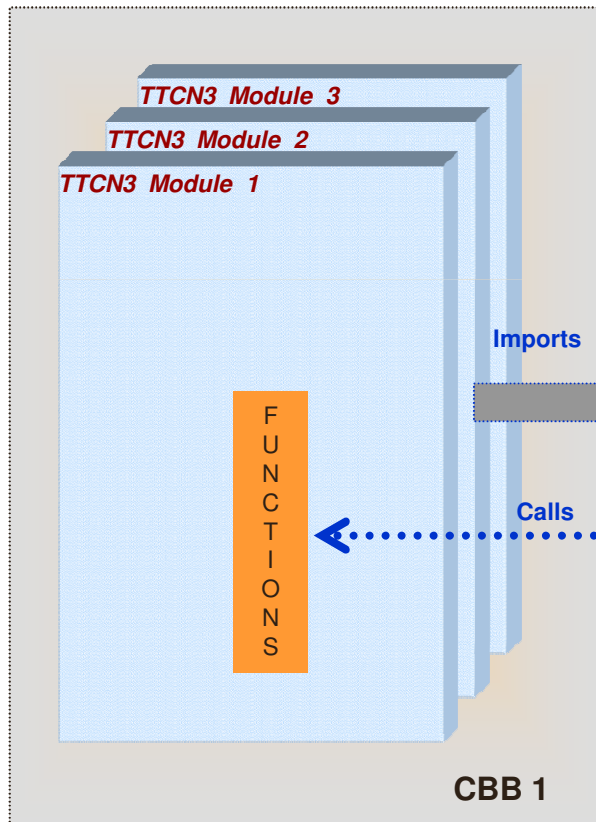 TTCN3 Module 3
TTCN3 Module 2
TTCN3 Module 1
Imports
F
U
N
C
T
I
O
N
S
Calls
CBB 1